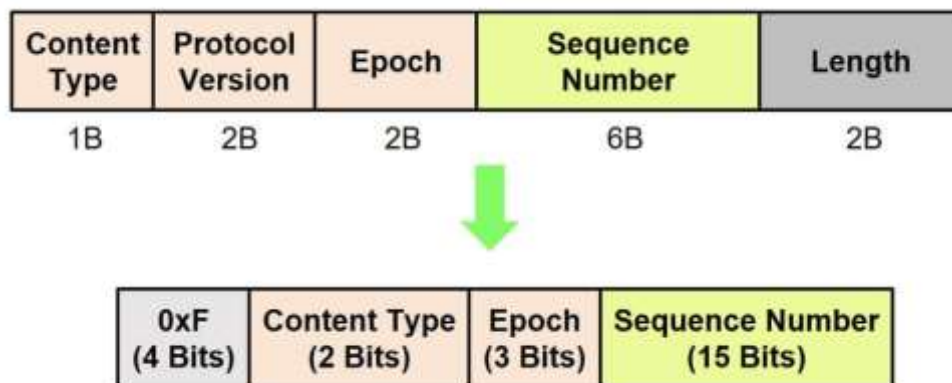 Content Type
Protocol Version
Epoch
Sequence Number
Length
1B
2B
2B
6B
2B
0xF
(4 Bits)
Content Type
(2 Bits)
Epoch
(3 Bits)
Sequence Number
(15 Bits)